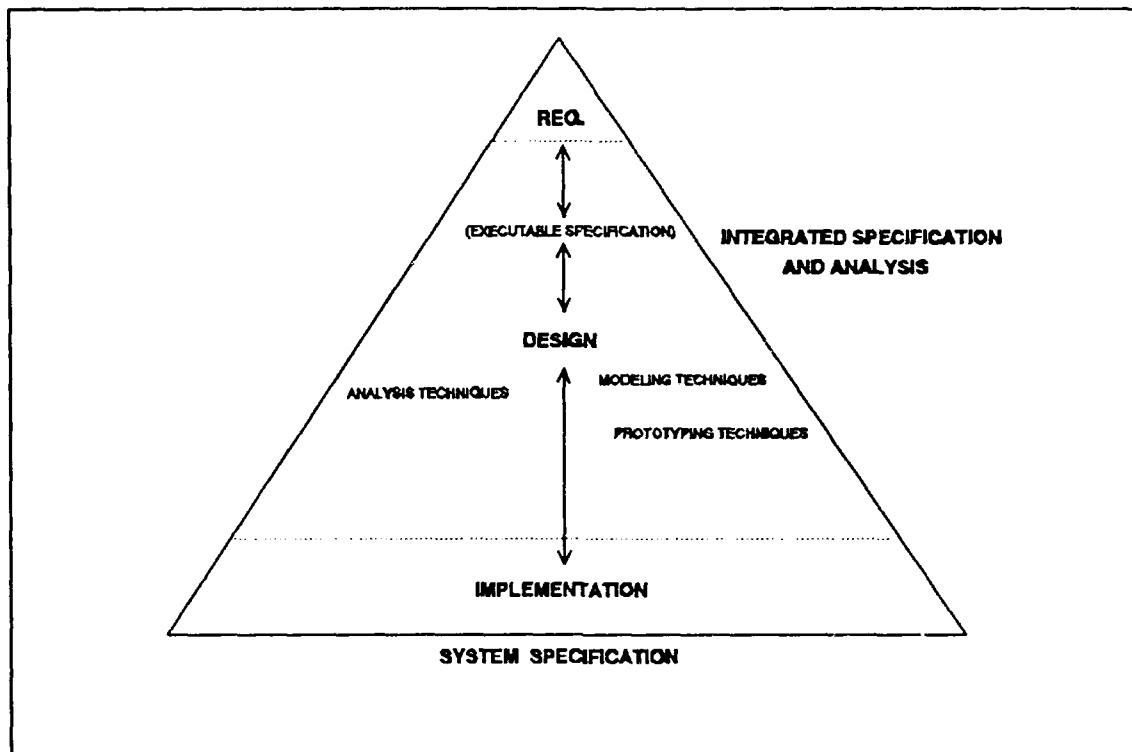 REQ.
(EXECUTABLE SPECIFICATION)
INTEGRATED SPECIFICATION
AND ANALYSIS
DESIGN
ANALYSIS TECHNIQUES
MODELING TECHNIQUES
PROTOTYPING TECHNIQUES
IMPLEMENTATION
SYSTEM SPECIFICATION